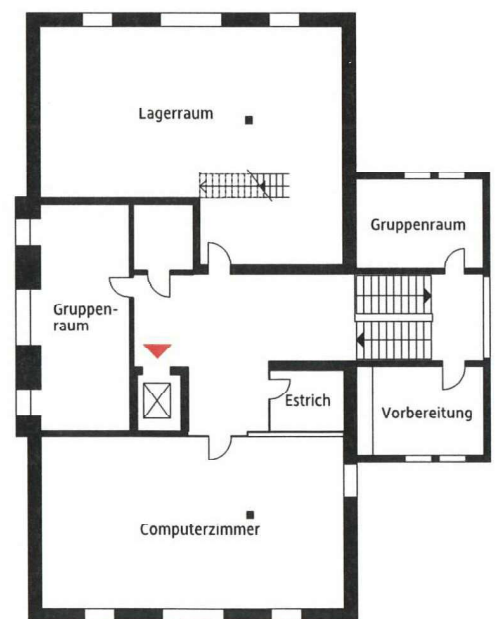 Lagerraum
Gruppenraum
Gruppen-
raum
Estrich
Vorbereitung
Computerzimmer